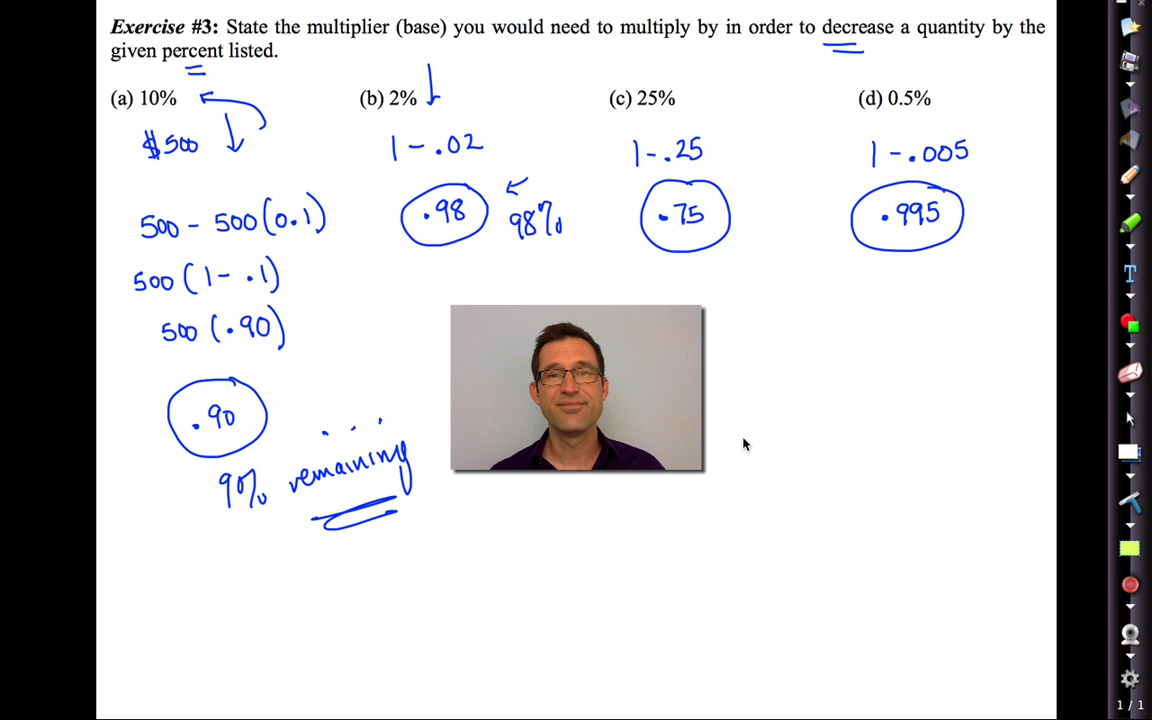 Exercise #3: State the multiplier (base) you would need to multiply by in order to decrease a quantity by the
given percent listed.
(a) 10%
(b) 2%
(c) 25%
(d) 0.5%
$500
500 - 500(0.1)
500(1 - .1)
500(.90)
.90
90% remaining
1 - .02
.98
98%
1 - .25
.75
1 - .005
.995
T
1 / 1